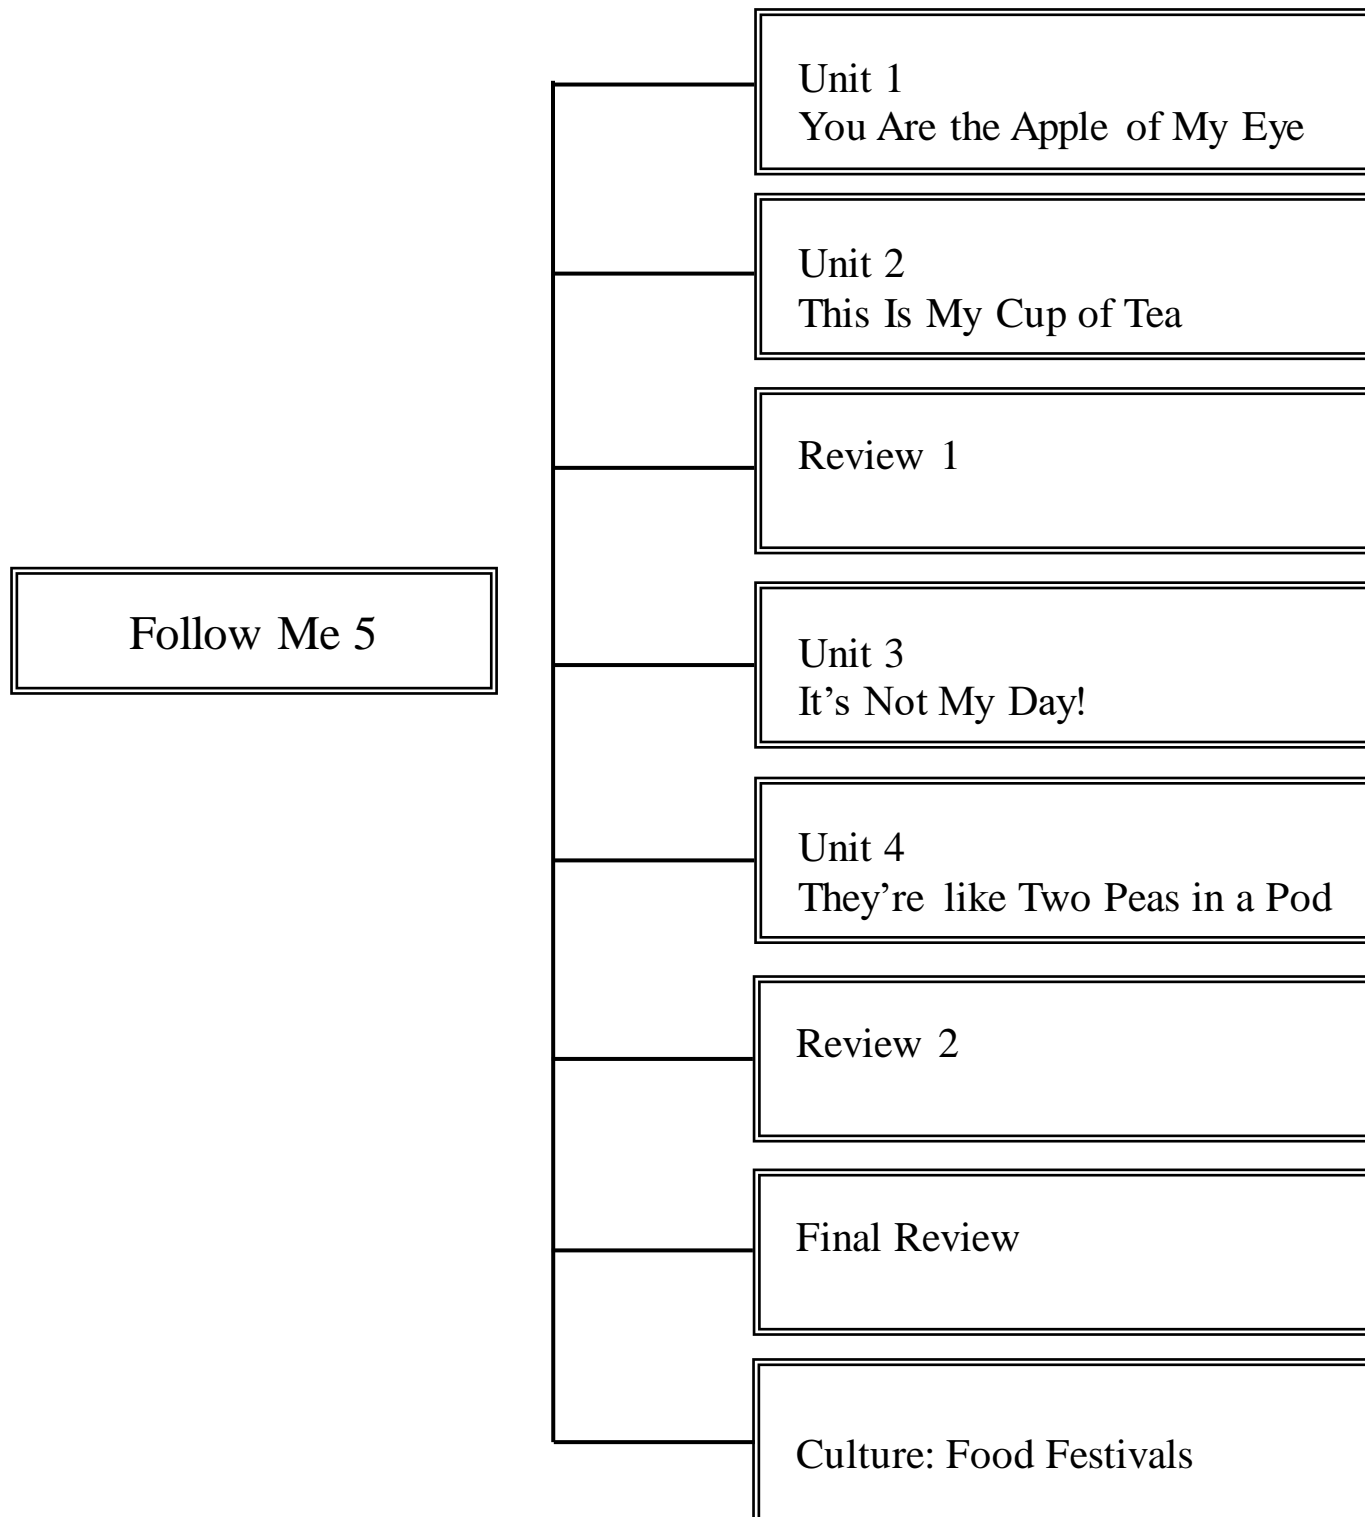 Follow Me 5
Unit 1
You Are the Apple of My Eye
Unit 2
This Is My Cup of Tea
Review 1
Unit 3
It’s Not My Day!
Unit 4
They’re like Two Peas in a Pod
Review 2
Final Review
Culture: Food Festivals